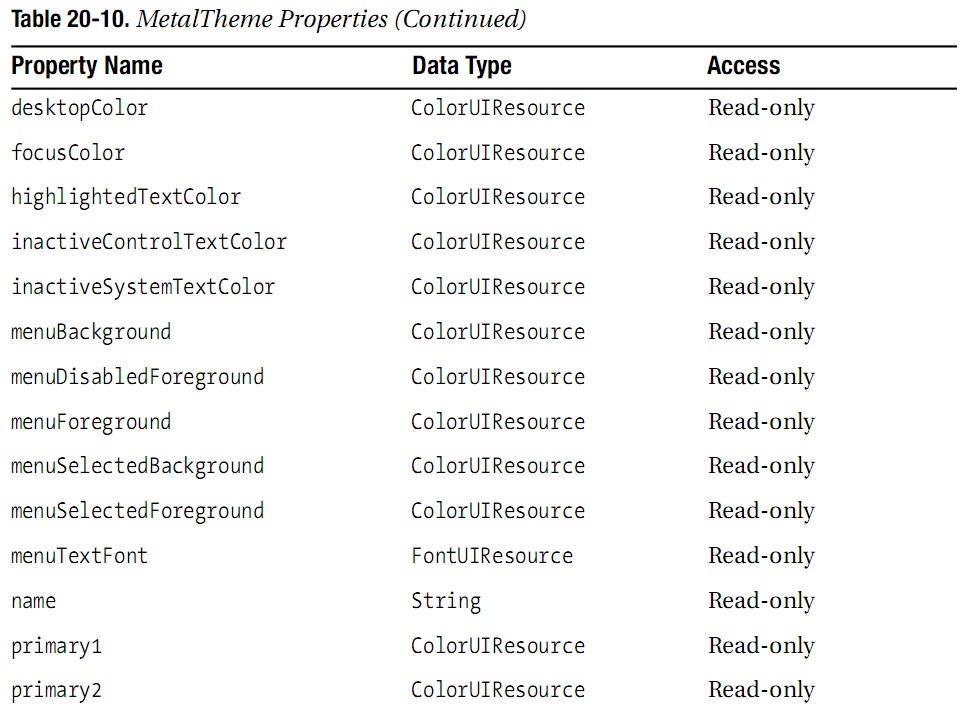 Table 20-10. MetalTheme Properties (Continued)
Property Name Data Type Access
desktopColor ColorUIResource Read-only
focusColor ColorUIResource Read-only
highlightedTextColor ColorUIResource Read-only
inactiveControlTextColor ColorUIResource Read-only
inactiveSystemTextColor ColorUIResource Read-only
menuBackground ColorUIResource Read-only
menuDisabledForeground ColorUIResource Read-only
menuForeground ColorUIResource Read-only
menuSelectedBackground ColorUIResource Read-only
menuSelectedForeground ColorUIResource Read-only
menuTextFont FontUIResource Read-only
name String Read-only
primary1 ColorUIResource Read-only
primary2 ColorUIResource Read-only